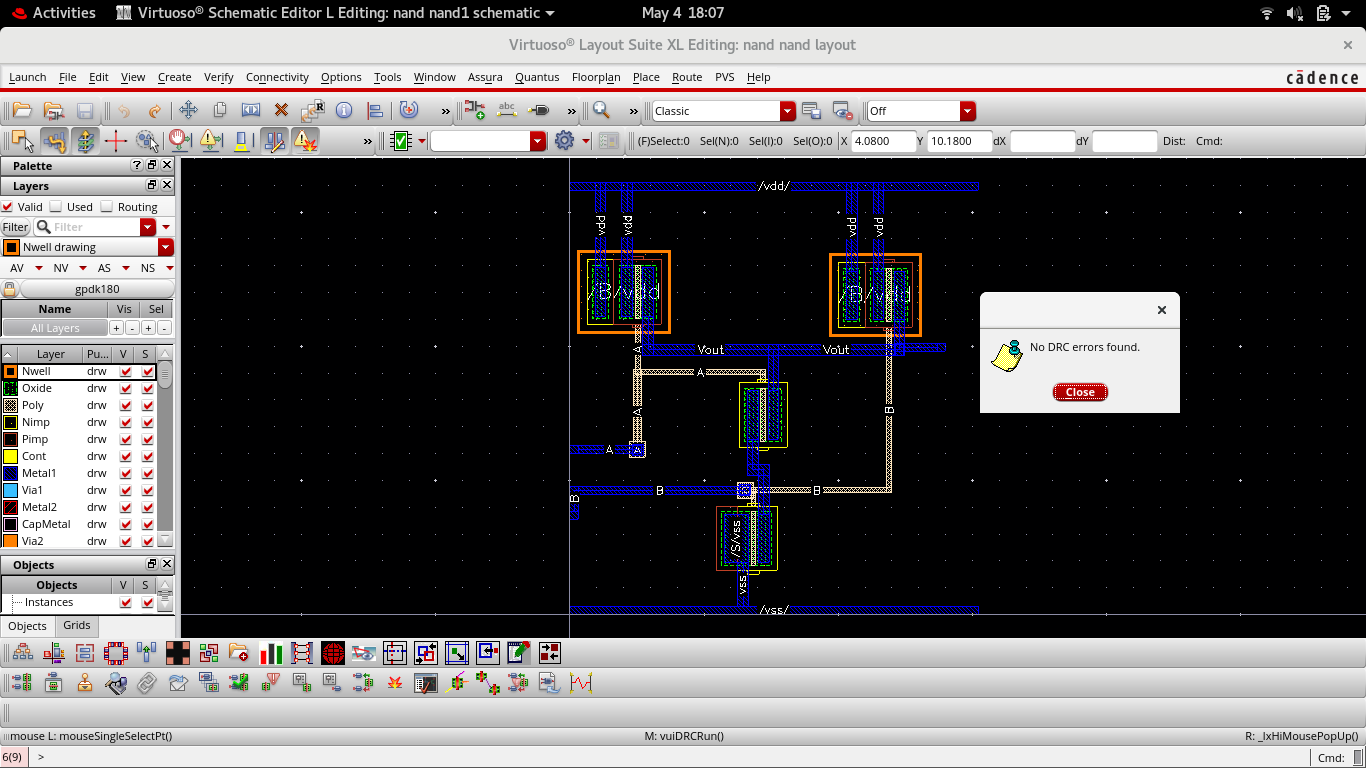 Activities Virtuoso® Schematic Editor L Editing: nand nand1 schematic May 4 18:07
Virtuoso® Layout Suite XL Editing: nand nand layout
Launch File Edit View Create Verify Connectivity Options Tools Window Assura Quantus Floorplan Place Route PVS Help cādence
abc Classic Off
(F)Select:0 Sel(N):0 Sel(I):0 Sel(O):0 X 4.0800 Y 10.1800 dX dY Dist: Cmd:
Palette
Layers
Valid Used Routing
Filter Filter
Nwell drawing
AV NV AS NS
gpdk180
Name Vis Sel
All Layers + - + -
Layer Pu... V S
Nwell drw
Oxide drw
Poly drw
Nimp drw
Pimp drw
Cont drw
Metal1 drw
Via1 drw
Metal2 drw
CapMetal drw
Via2 drw
Objects
Objects V S
Instances
Objects Grids
/vdd/
vdd vdd vdd vdd
/B/vdd /B/vdd
A Vout Vout
A
A B
A A
B B B
/S/vss
vss
/vss/
No DRC errors found.
Close
mouse L: mouseSingleSelectPt() M: vuiDRCRun() R: _lxHiMousePopUp()
6(9) > Cmd: